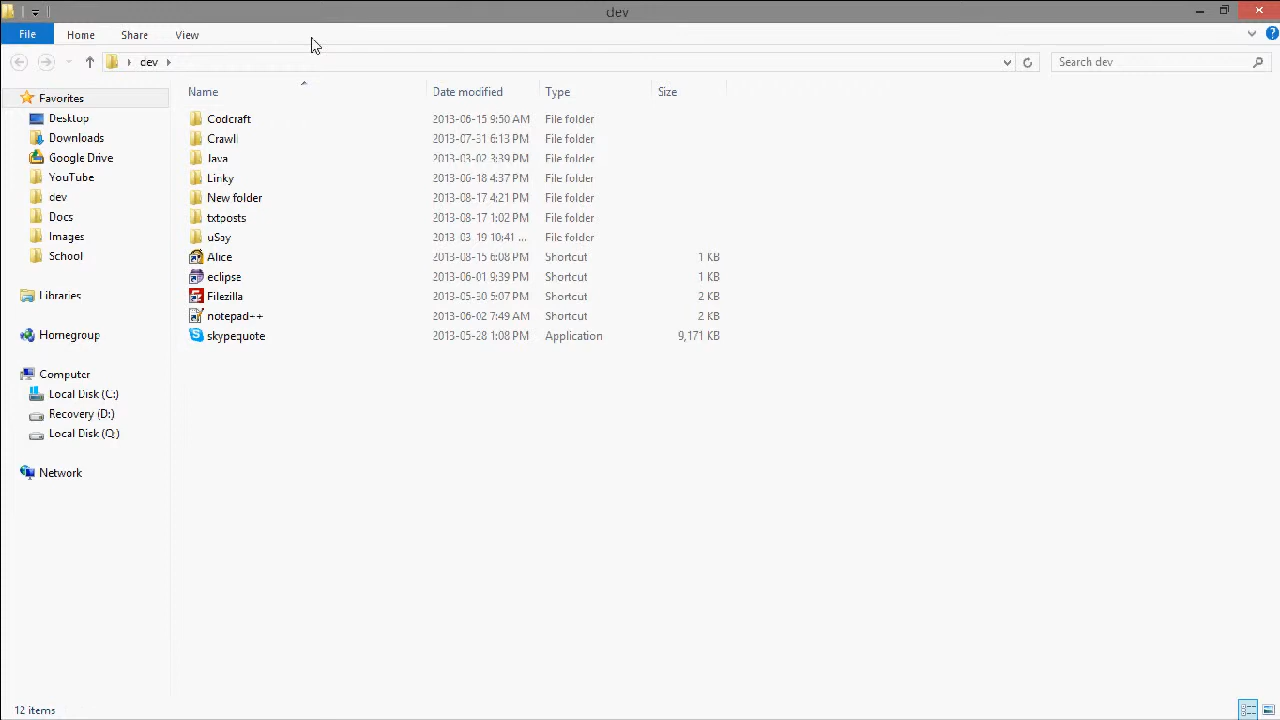 dev
File Home Share View
dev
Search dev
Name Date modified Type Size
Favorites
Desktop
Downloads
Google Drive
YouTube
dev
Docs
Images
School
Libraries
Homegroup
Computer
Local Disk (C:)
Recovery (D:)
Local Disk (Q:)
Network
Codcraft 2013-06-15 9:50 AM File folder
Crawl 2013-07-31 6:13 PM File folder
Java 2013-03-02 3:39 PM File folder
Linky 2013-06-18 4:37 PM File folder
New folder 2013-08-17 4:21 PM File folder
txtposts 2013-08-17 1:02 PM File folder
uSay 2013-03-19 10:41 ... File folder
Alice 2013-08-15 6:08 PM Shortcut 1 KB
eclipse 2013-06-01 9:39 PM Shortcut 1 KB
Filezilla 2013-05-30 5:07 PM Shortcut 2 KB
notepad++ 2013-06-02 7:49 AM Shortcut 2 KB
skypequote 2013-05-28 1:08 PM Application 9,171 KB
12 items